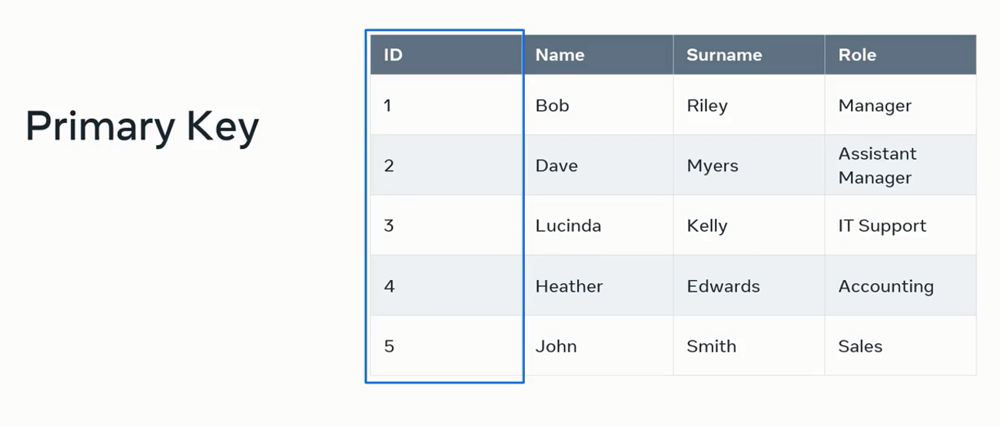 Primary Key
ID Name Surname Role
1 Bob Riley Manager
2 Dave Myers Assistant
Manager
3 Lucinda Kelly IT Support
4 Heather Edwards Accounting
5 John Smith Sales